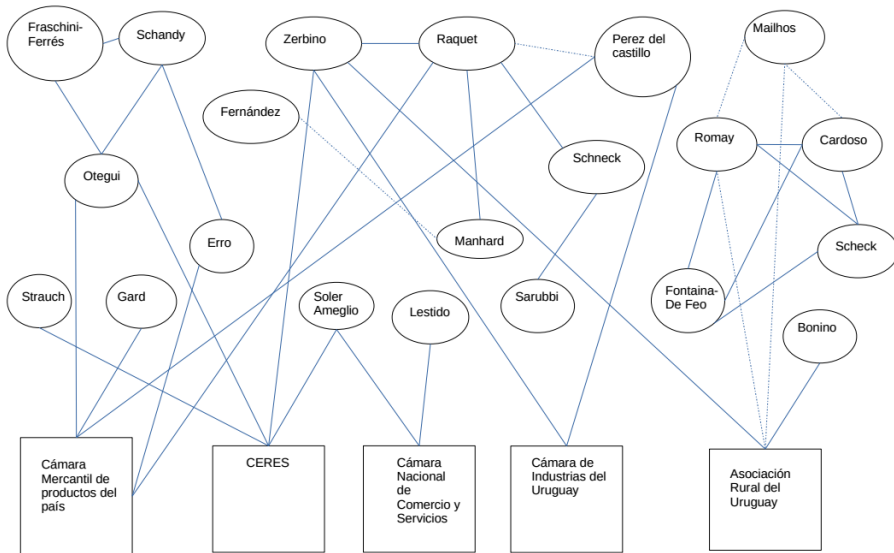 Fraschini-
Ferrés
Schandy
Zerbino
Raquet
Perez del
castillo
Mailhos
Fernández
Romay
Cardoso
Otegui
Schneck
Erro
Manhard
Scheck
Strauch
Gard
Soler
Ameglio
Lestido
Sarubbi
Fontaina-
De Feo
Bonino
Cámara
Mercantil de
productos del
país
CERES
Cámara
Nacional
de
Comercio y
Servicios
Cámara de
Industrias del
Uruguay
Asociación
Rural del
Uruguay